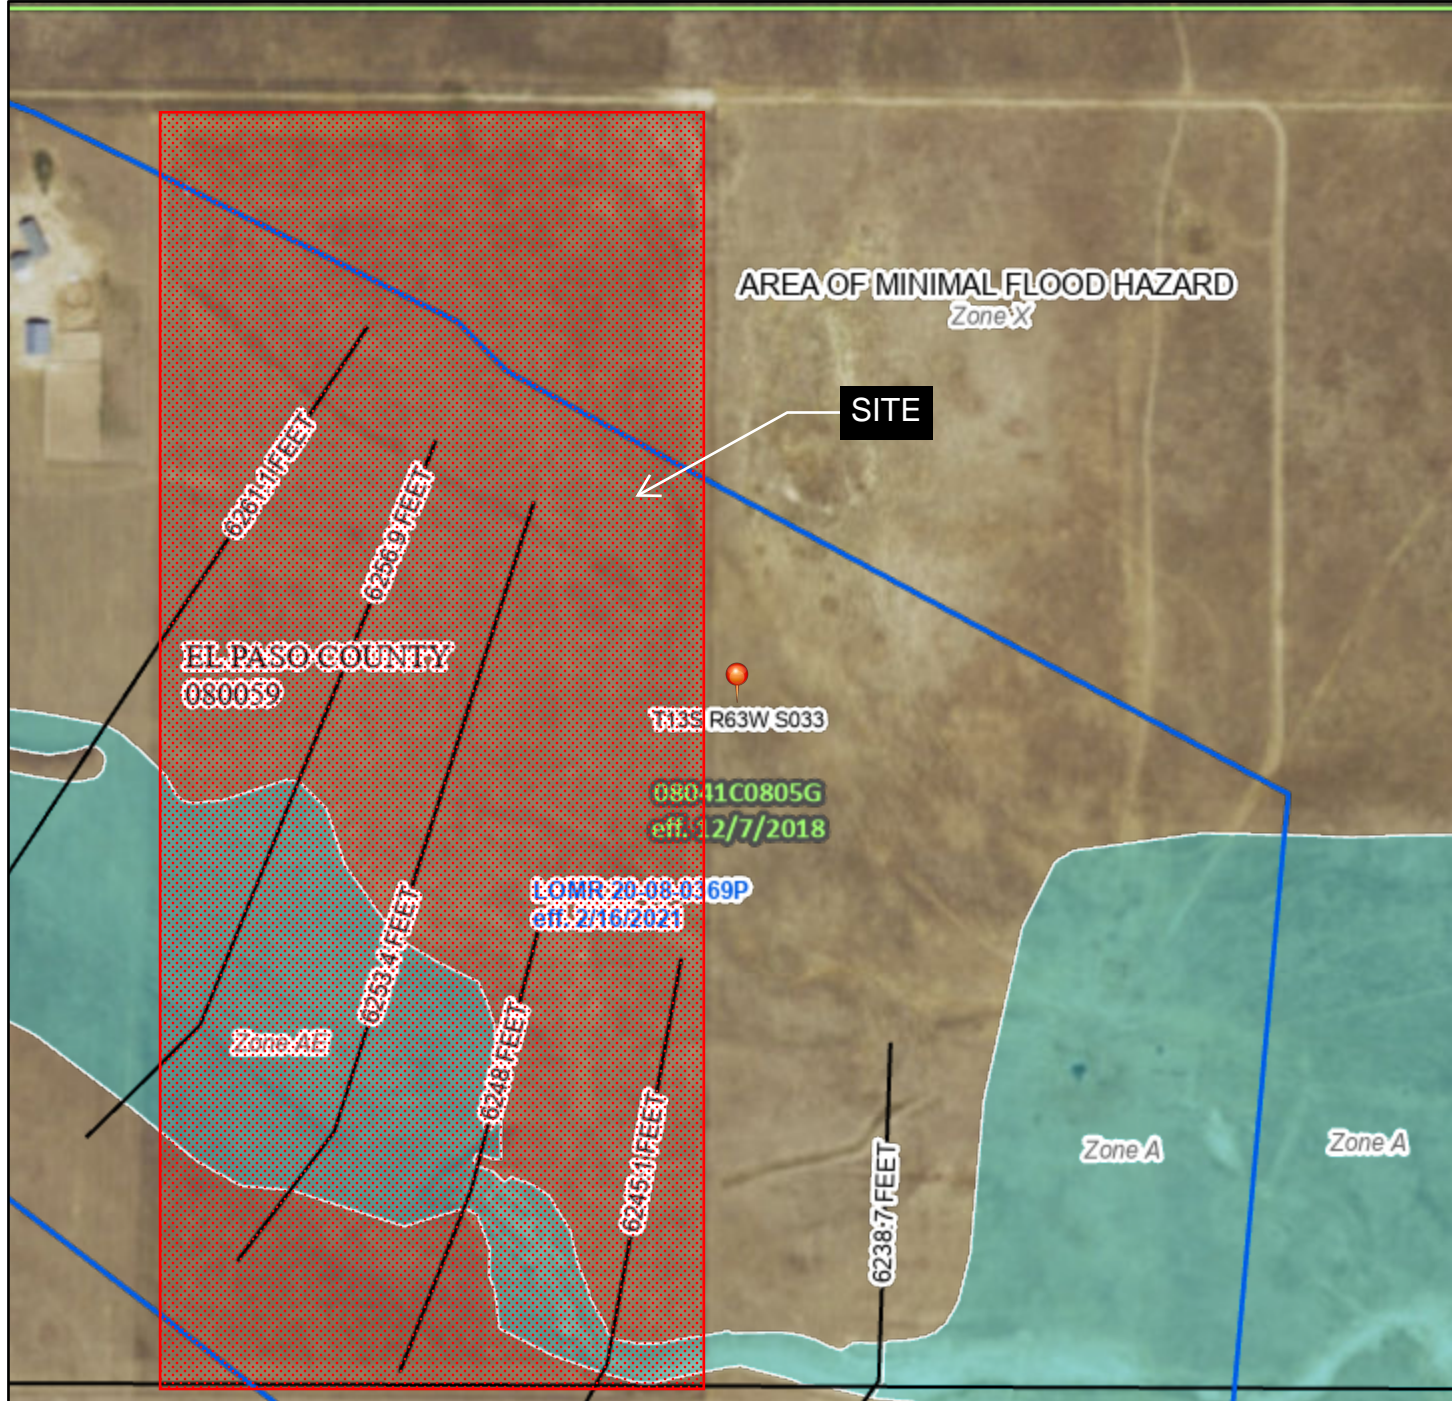 AREA OF MINIMAL FLOOD HAZARD
Zone X
SITE
6261.1 FEET
6256.9 FEET
EL PASO COUNTY
080059
T13S R63W S033
08041C0805G
eff. 12/7/2018
LOMR 20-08-0369P
eff. 2/16/2021
6253.4 FEET
Zone AE
6248 FEET
6245.1 FEET
6238.7 FEET
Zone A
Zone A